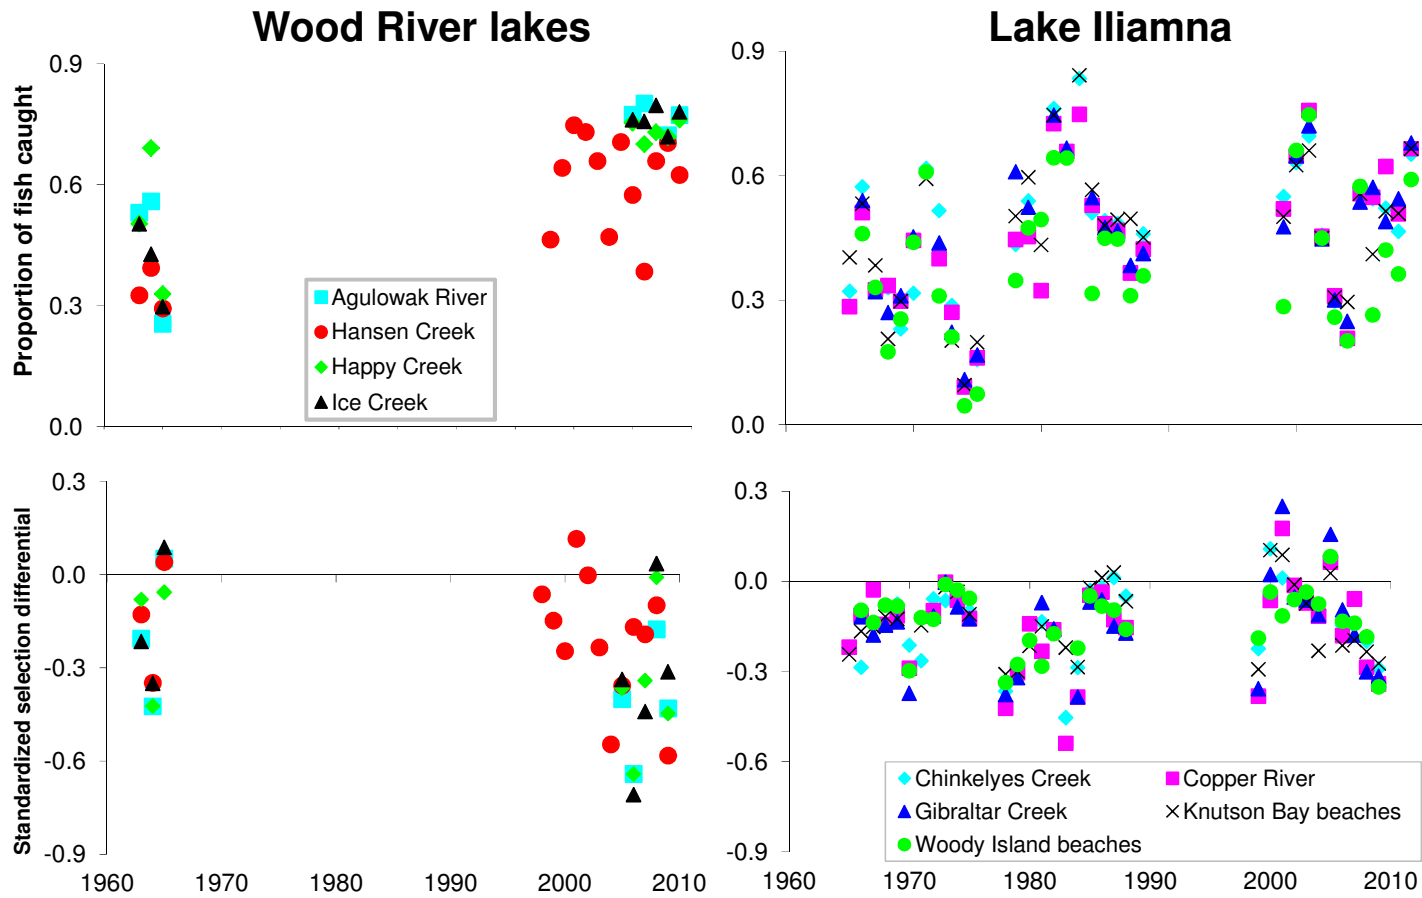 Wood River lakes
Lake Iliamna
Proportion of fish caught
0.9
0.6
0.3
0.0
Agulowak River
Hansen Creek
Happy Creek
Ice Creek
0.9
0.6
0.3
0.0
Standardized selection differential
0.3
0.0
-0.3
-0.6
-0.9
1960 1970 1980 1990 2000 2010
0.3
0.0
-0.3
-0.6
-0.9
Chinkelyes Creek Copper River
Gibraltar Creek Knutson Bay beaches
Woody Island beaches
1960 1970 1980 1990 2000 2010